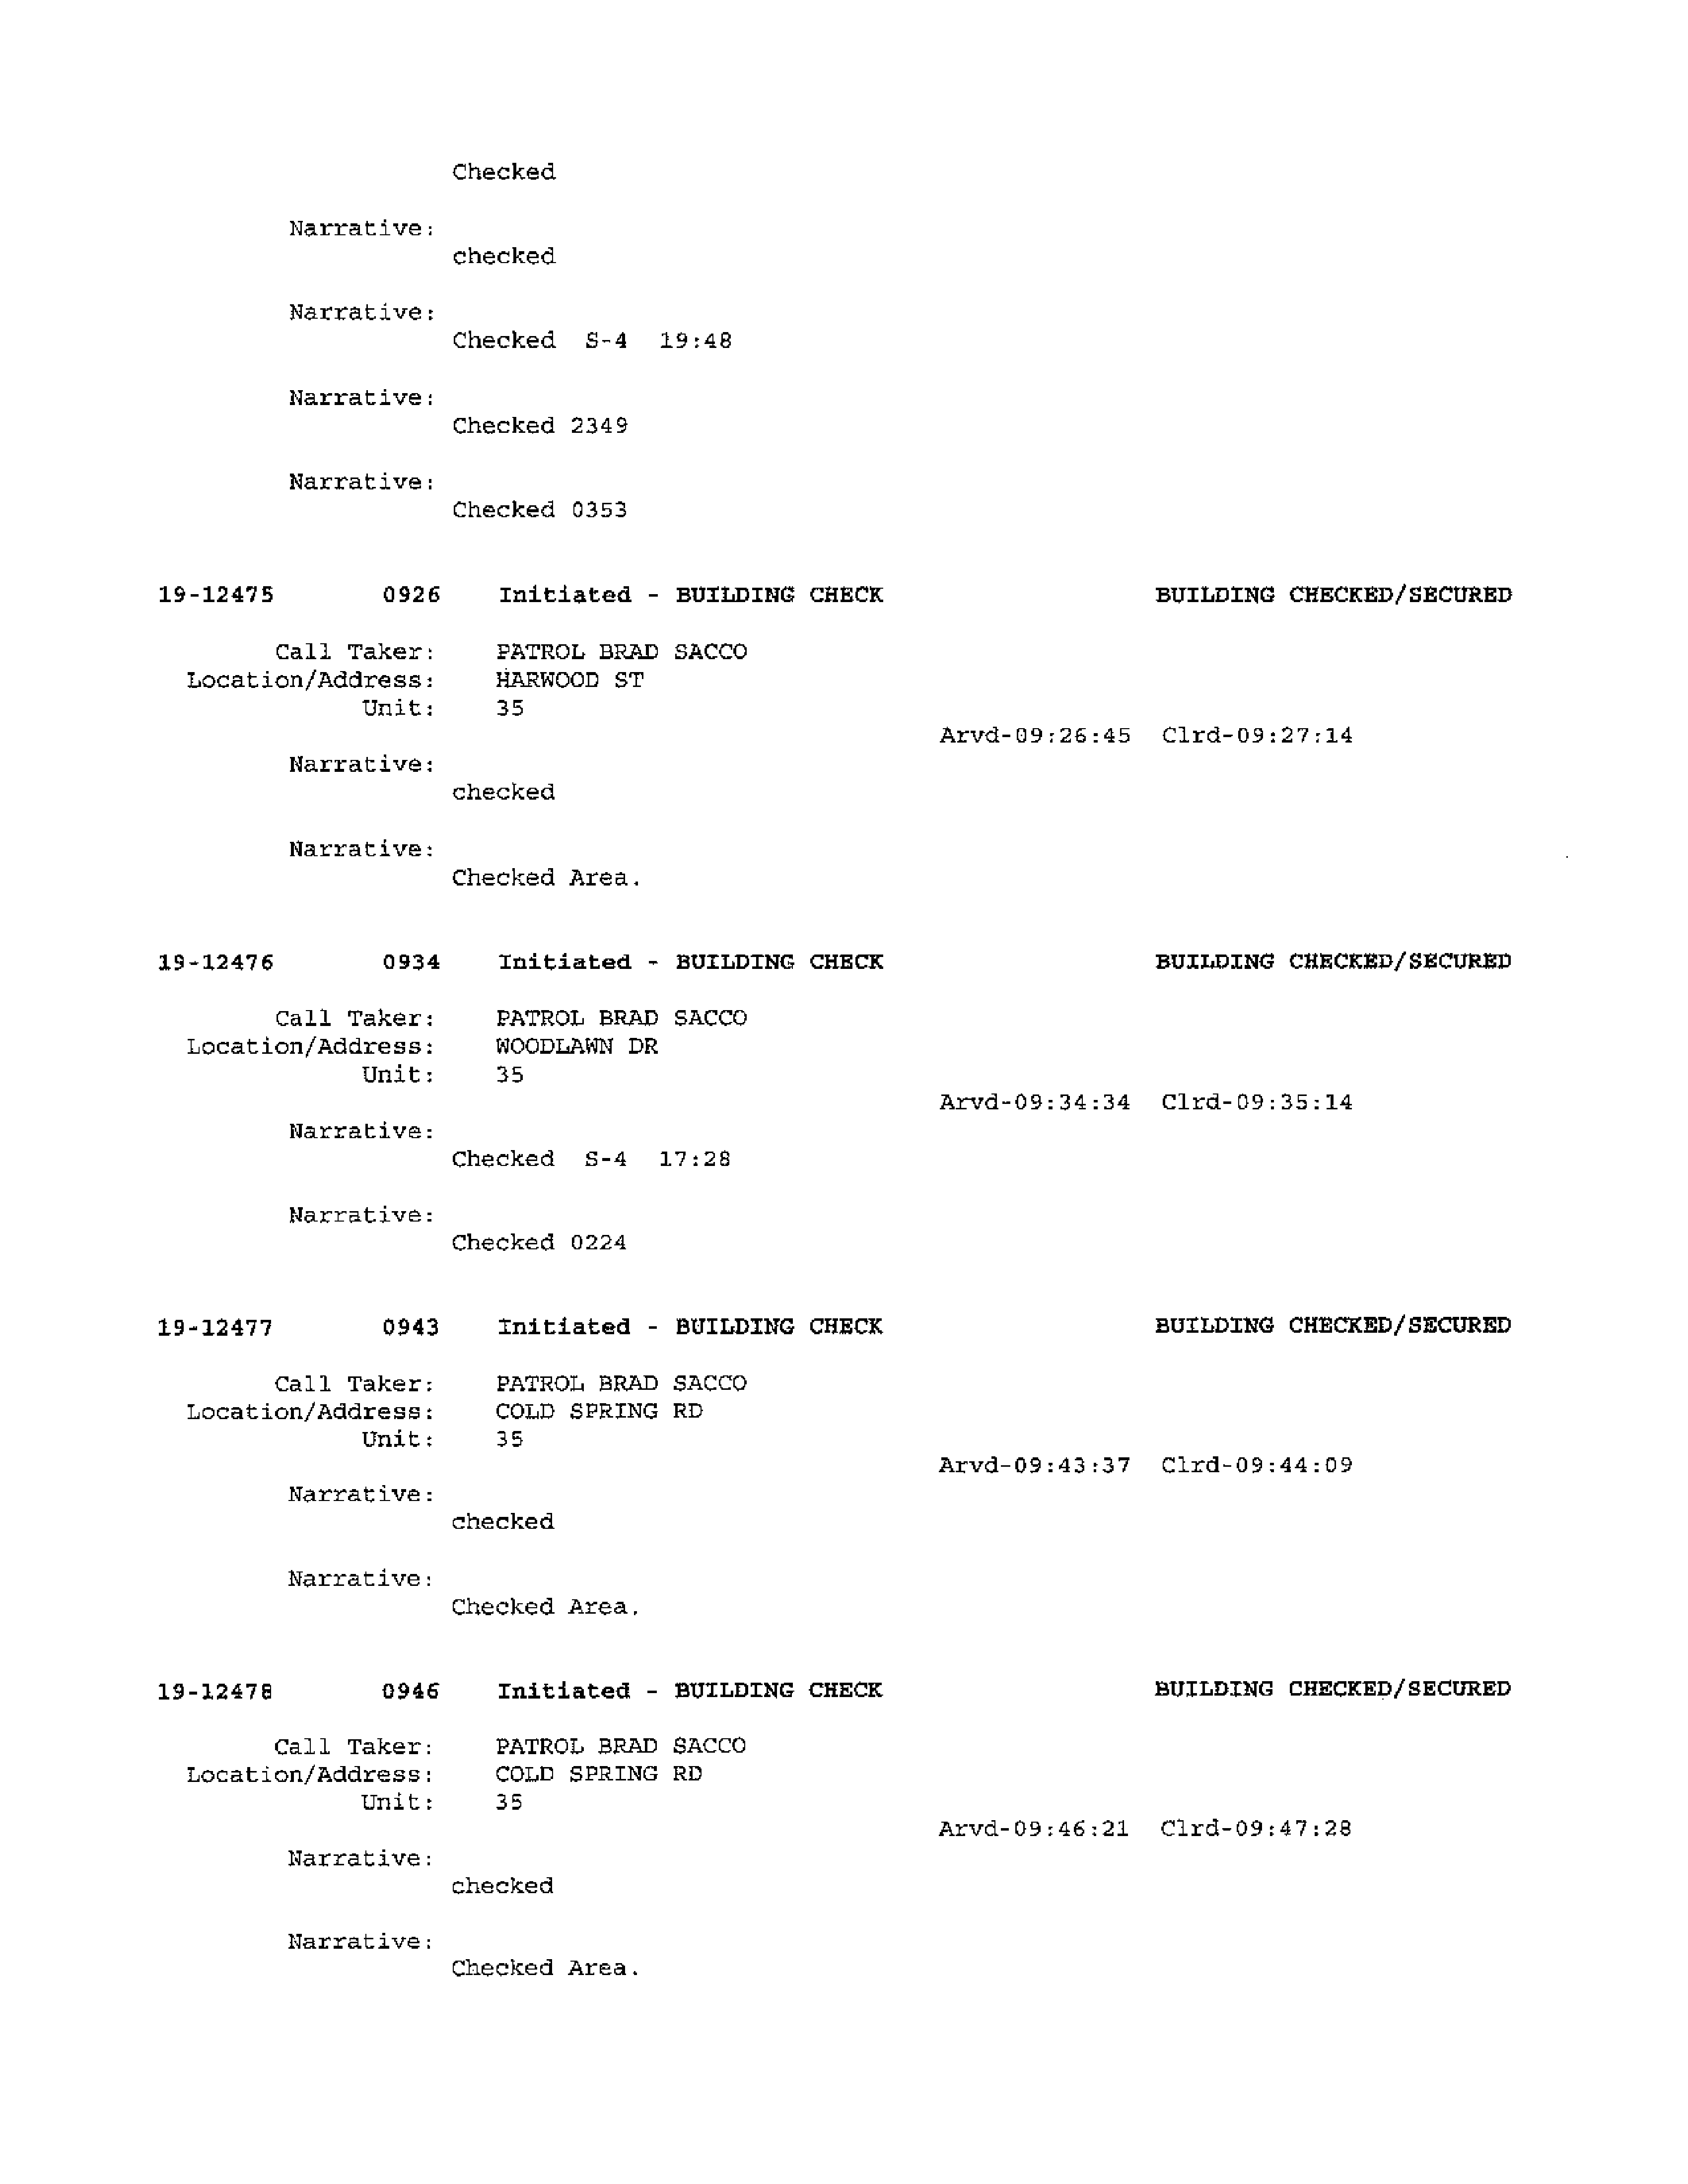 Checked
Narrative:
checked
Narrative:
Checked S-4 19:48
Narrative:
Checked 2349
Narrative:
Checked 0353
19-12475 0926 Initiated - BUILDING CHECK BUILDING CHECKED/SECURED
Call Taker: PATROL BRAD SACCO
Location/Address: HARWOOD ST
Unit: 35
Arvd-09:26:45 Clrd-09:27:14
Narrative:
checked
Narrative:
Checked Area.
19-12476 0934 Initiated - BUILDING CHECK BUILDING CHECKED/SECURED
Call Taker: PATROL BRAD SACCO
Location/Address: WOODLAWN DR
Unit: 35
Arvd-09:34:34 Clrd-09:35:14
Narrative:
Checked S-4 17:28
Narrative:
Checked 0224
19-12477 0943 Initiated - BUILDING CHECK BUILDING CHECKED/SECURED
Call Taker: PATROL BRAD SACCO
Location/Address: COLD SPRING RD
Unit: 35
Arvd-09:43:37 Clrd-09:44:09
Narrative:
checked
Narrative:
Checked Area.
19-12478 0946 Initiated - BUILDING CHECK BUILDING CHECKED/SECURED
Call Taker: PATROL BRAD SACCO
Location/Address: COLD SPRING RD
Unit: 35
Arvd-09:46:21 Clrd-09:47:28
Narrative:
checked
Narrative:
Checked Area.